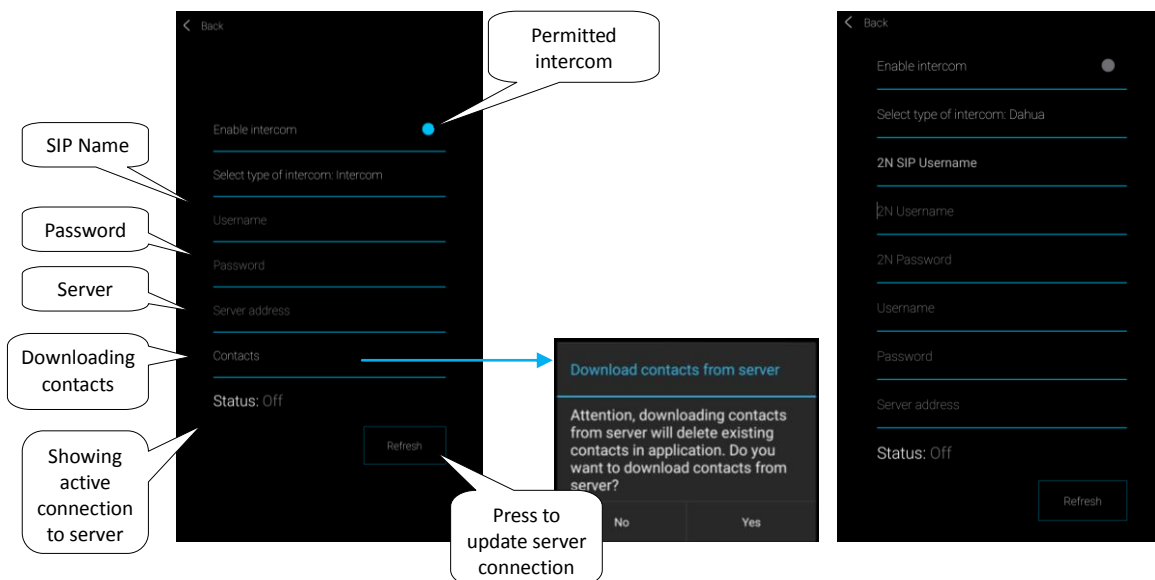 Back
Permitted
intercom
Enable intercom
SIP Name
Select type of intercom: Intercom
Username
Password
Password
Server
Server address
Downloading
contacts
Contacts
Status: Off
Refresh
Showing
active
connection
to server
Press to
update server
connection
Download contacts from server
Attention, downloading contacts
from server will delete existing
contacts in application. Do you
want to download contacts from
server?
No
Yes
Back
Enable intercom
Select type of intercom: Dahua
2N SIP Username
2N Username
2N Password
Username
Password
Server address
Status: Off
Refresh